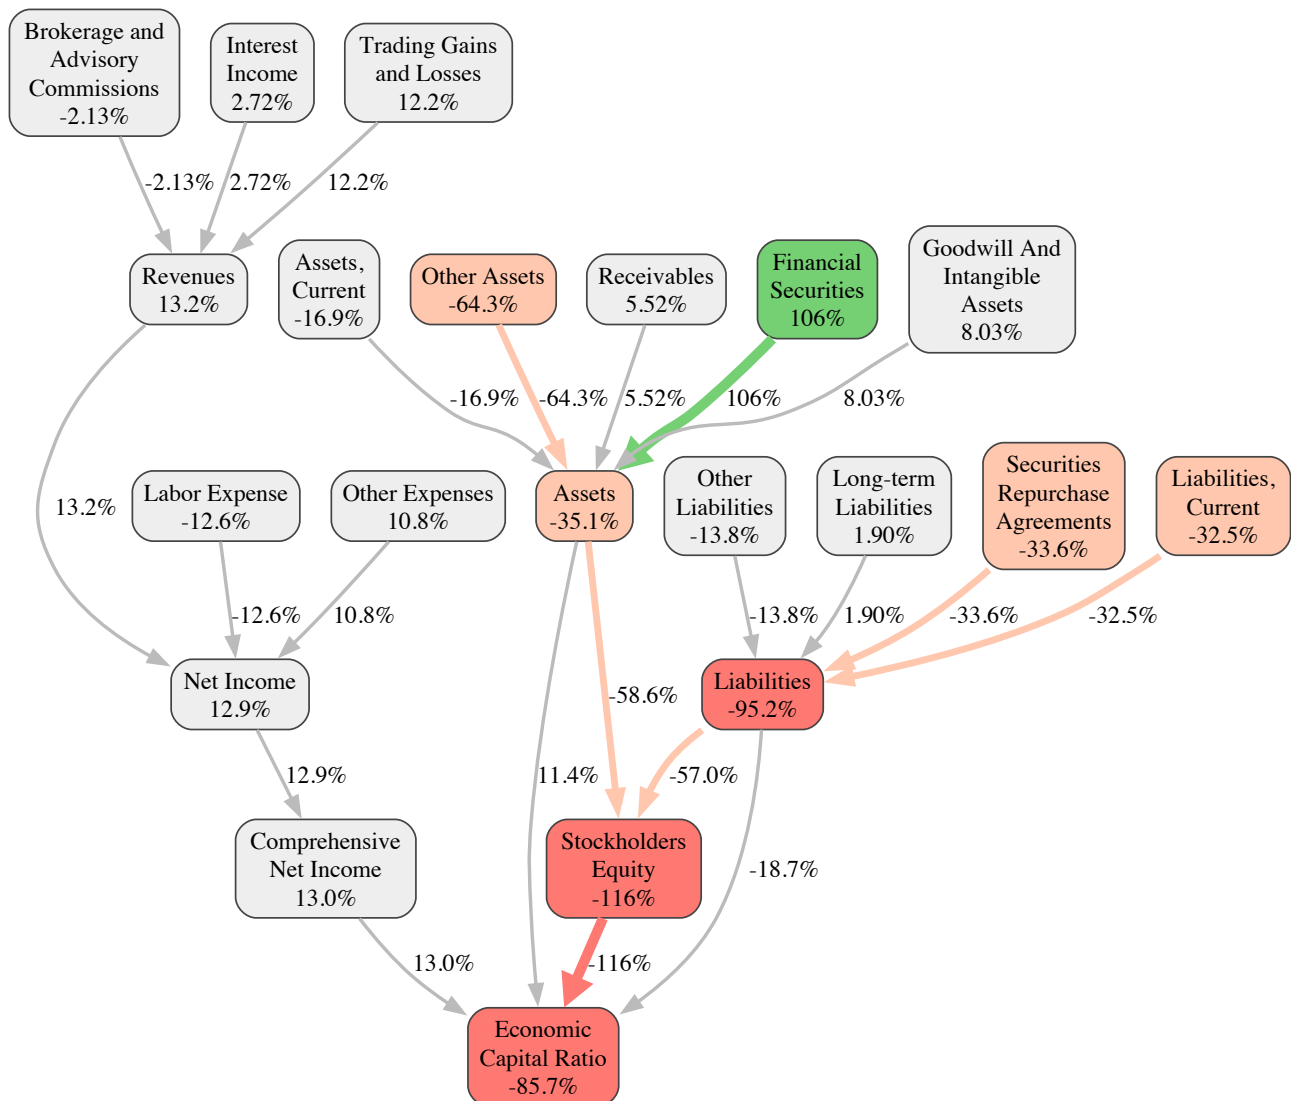 Brokerage and
Advisory
Commissions
-2.13%
Interest
Income
2.72%
Trading Gains
and Losses
12.2%
-2.13%
2.72%
12.2%
Revenues
13.2%
Assets,
Current
-16.9%
Other Assets
-64.3%
Receivables
5.52%
Financial
Securities
106%
Goodwill And
Intangible
Assets
8.03%
-16.9%
-64.3%
5.52%
106%
8.03%
13.2%
Labor Expense
-12.6%
Other Expenses
10.8%
Assets
-35.1%
Other
Liabilities
-13.8%
Long-term
Liabilities
1.90%
Securities
Repurchase
Agreements
-33.6%
Liabilities,
Current
-32.5%
-12.6%
10.8%
-13.8%
1.90%
-33.6%
-32.5%
Net Income
12.9%
-58.6%
Liabilities
-95.2%
12.9%
11.4%
-57.0%
Comprehensive
Net Income
13.0%
Stockholders
Equity
-116%
-18.7%
13.0%
-116%
Economic
Capital Ratio
-85.7%